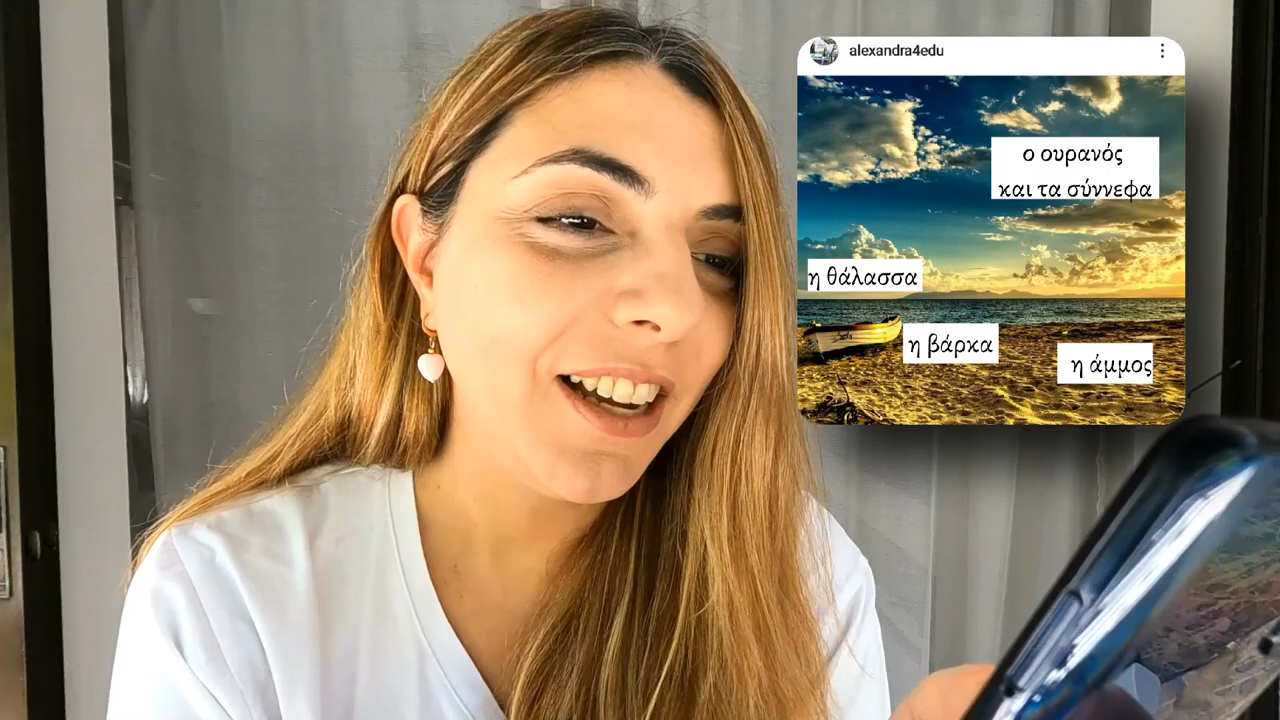 alexandra4edu
ο ουρανός
και τα σύννεφα
η θάλασσα
η βάρκα
η άμμος